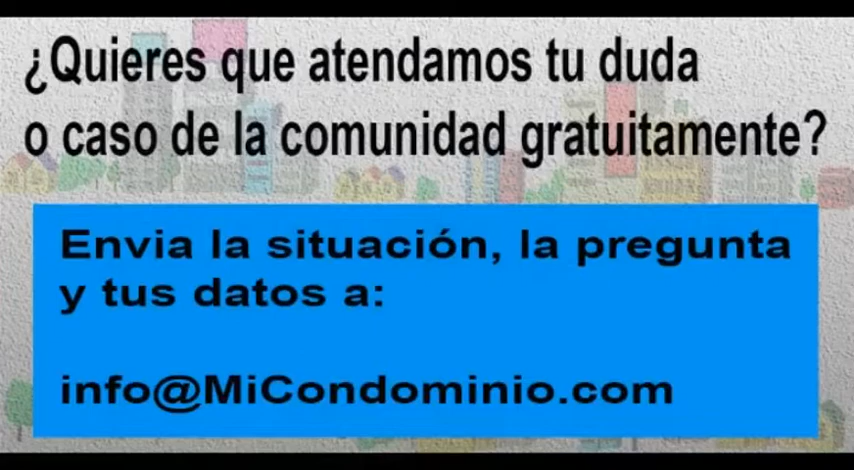 ¿Quieres que atendamos tu duda
o caso de la comunidad gratuitamente?
Envia la situación, la pregunta
y tus datos a:
info@MiCondominio.com